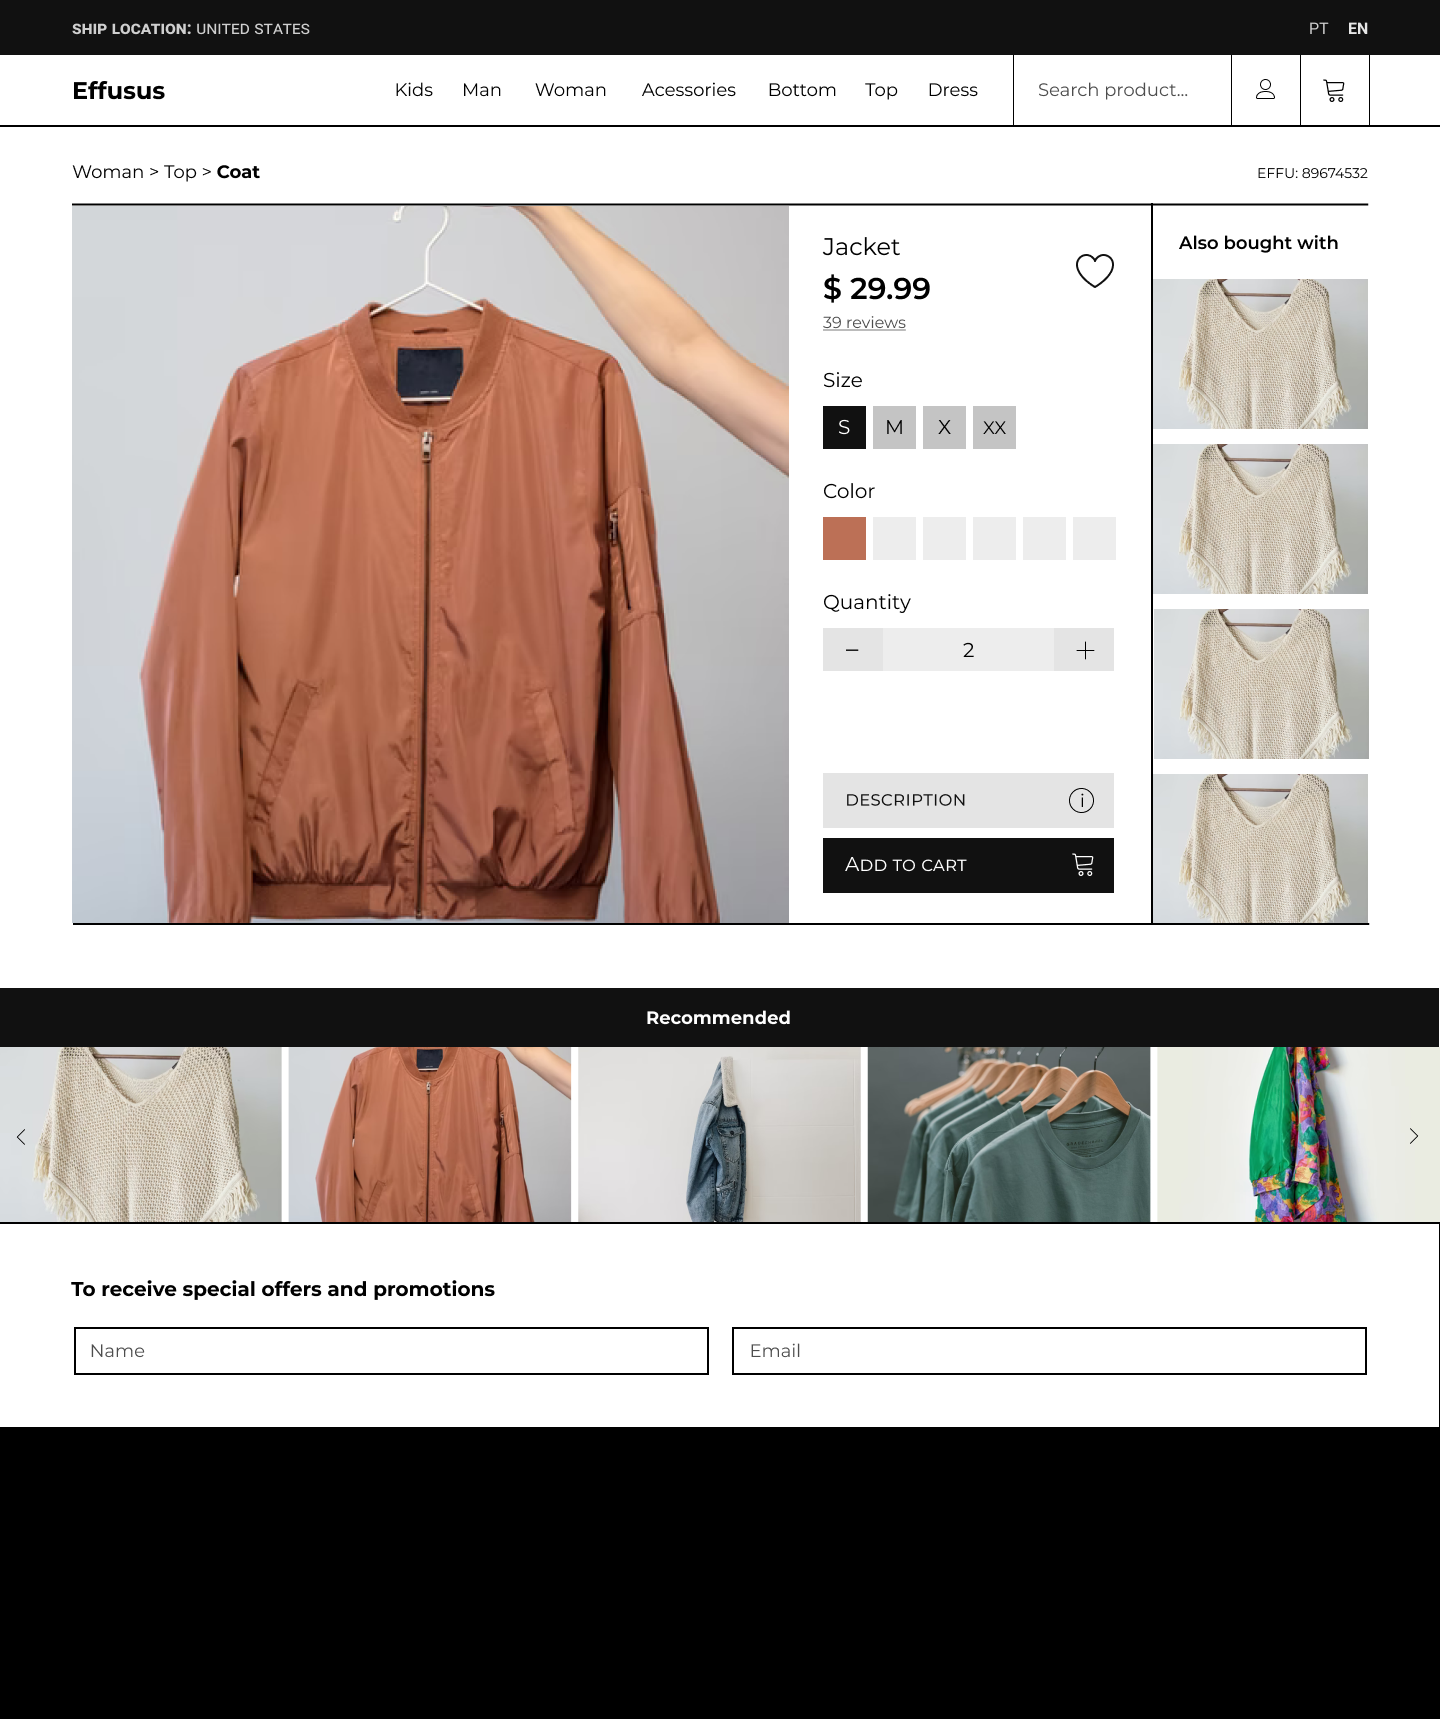 SHIP LOCATION: UNITED STATES
PT EN
Effusus
Kids Man Woman Acessories Bottom Top Dress
Search product...
Woman > Top > Coat
EFFU: 89674532
Jacket
$ 29.99
39 reviews
Size
S M X XX
Color
Quantity
− 2 +
DESCRIPTION
ADD TO CART
Also bought with
Recommended
To receive special offers and promotions
Name
Email